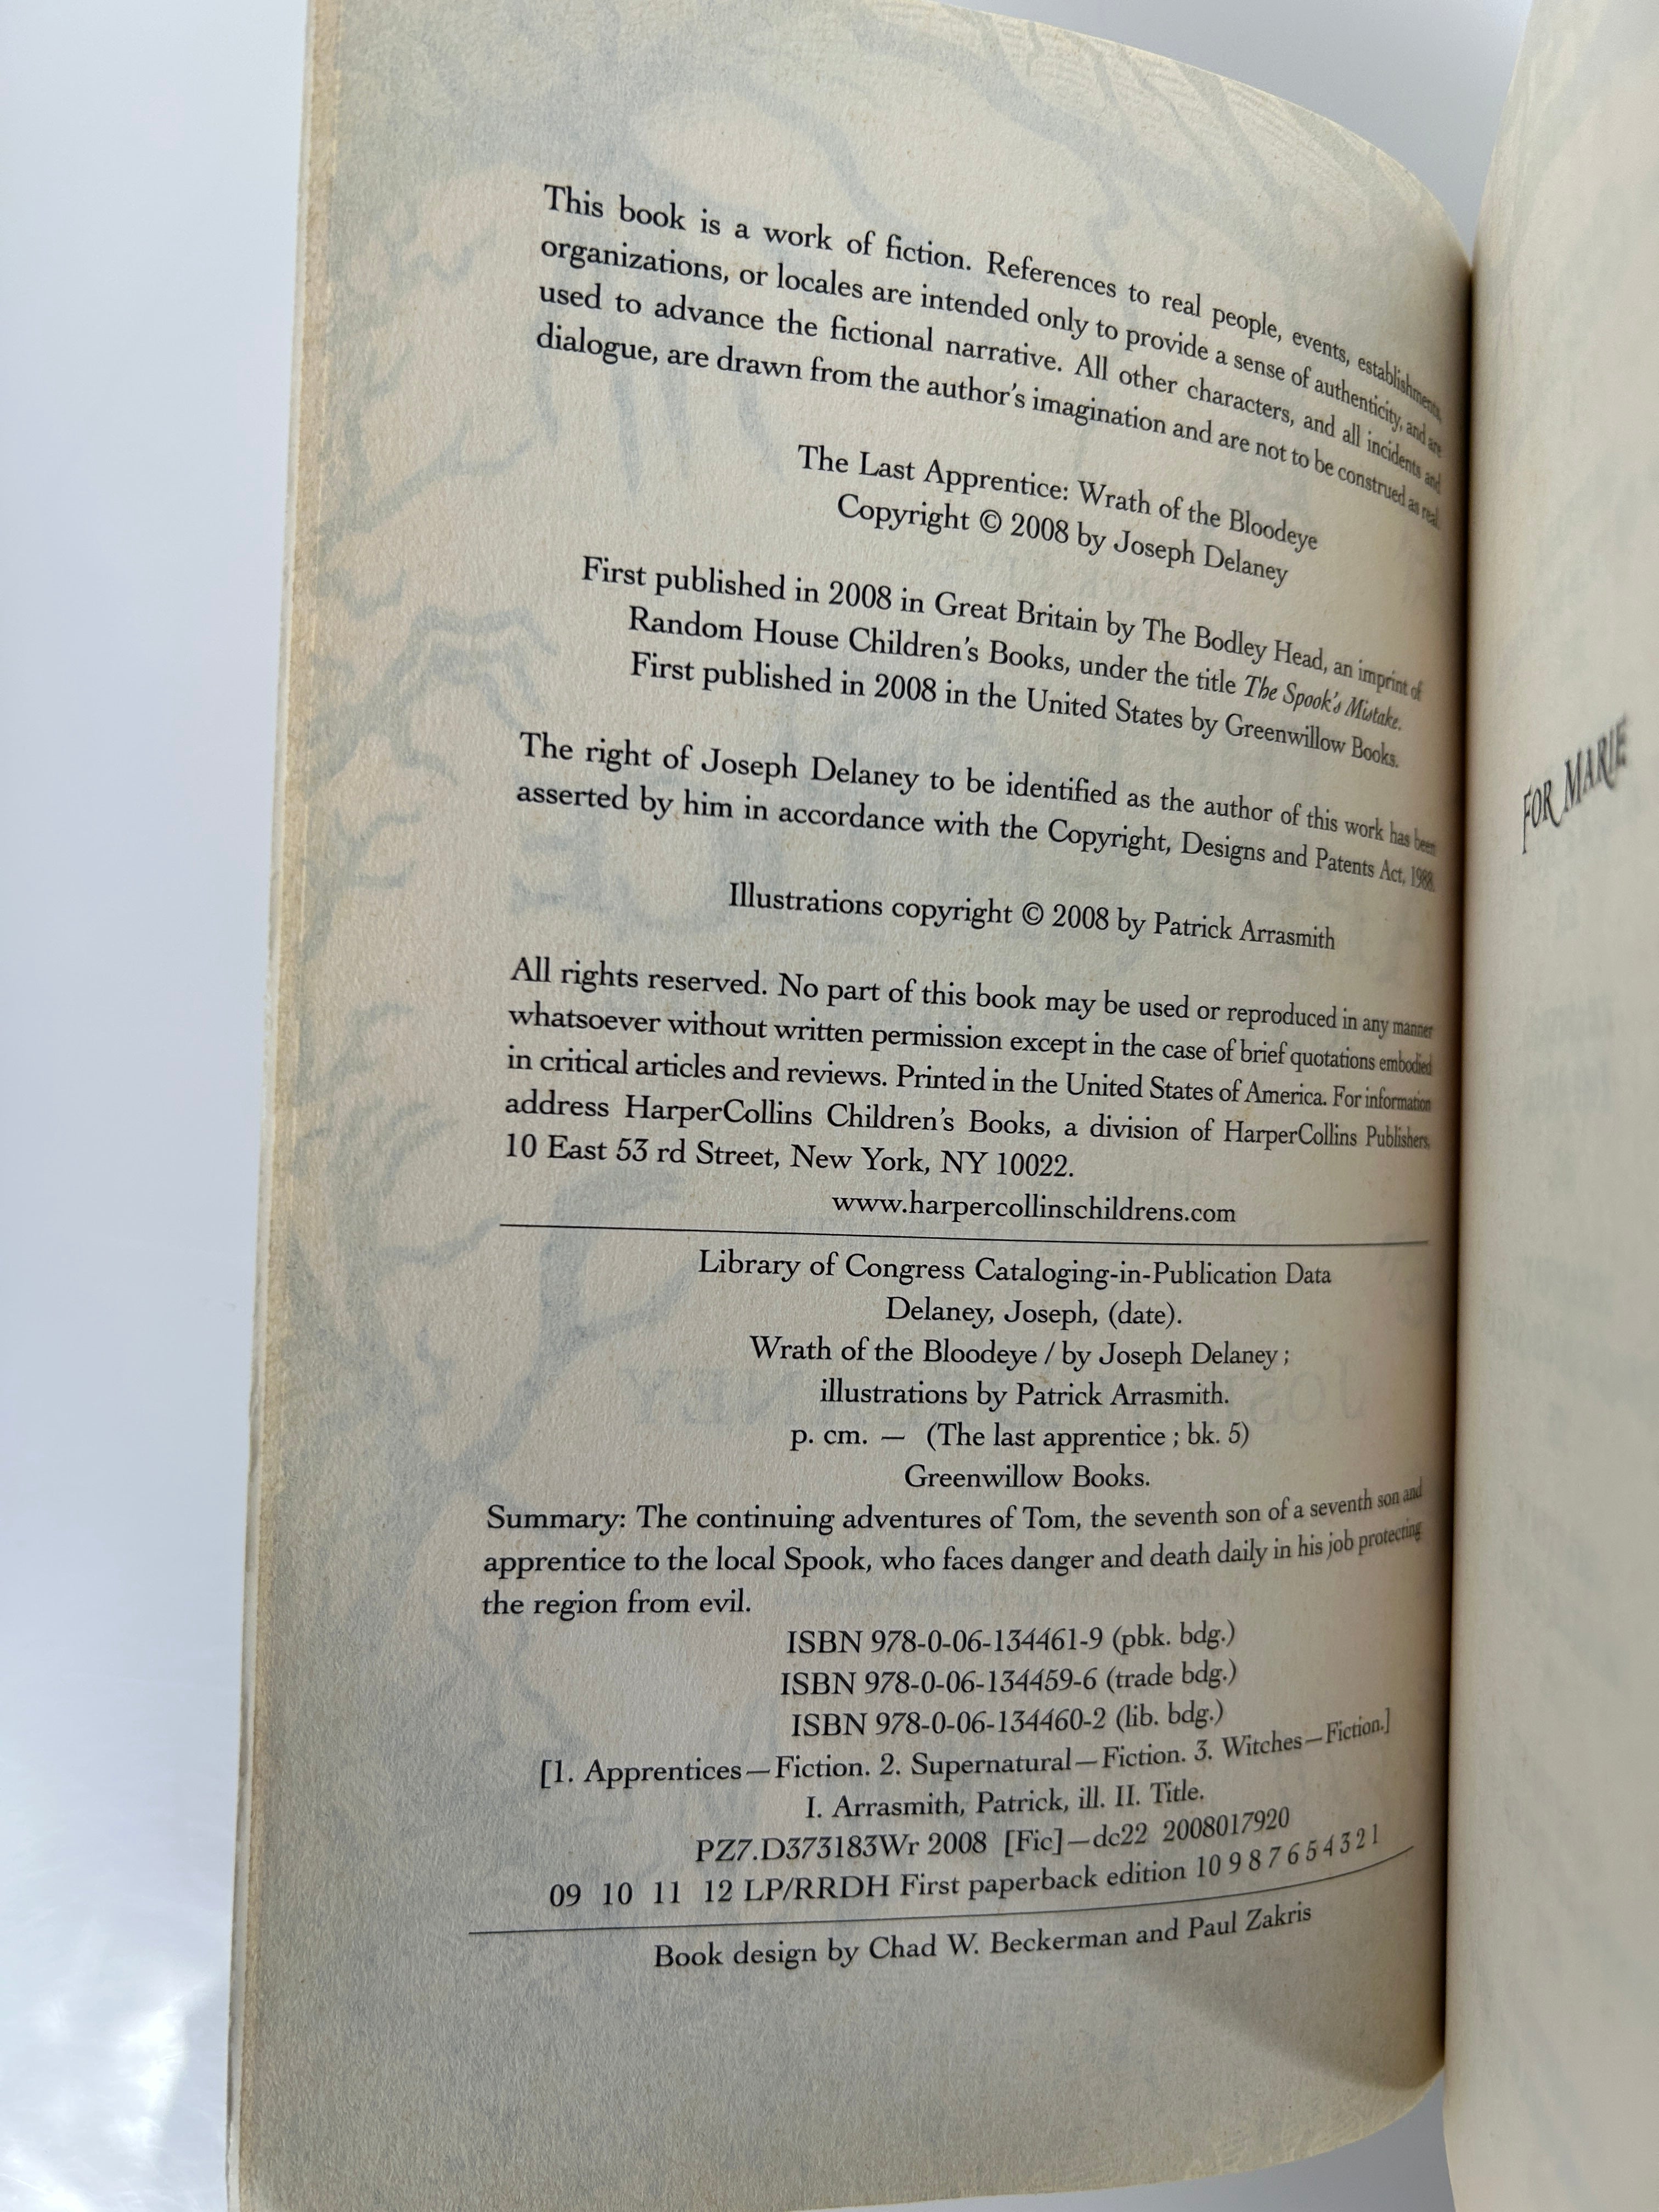 This book is a work of fiction. References to real people, events, establishments,
organizations, or locales are intended only to provide a sense of authenticity, and are
used to advance the fictional narrative. All other characters, and all incidents and
dialogue, are drawn from the author's imagination and are not to be construed as real.
The Last Apprentice: Wrath of the Bloodeye
Copyright © 2008 by Joseph Delaney
First published in 2008 in Great Britain by The Bodley Head, an imprint of
Random House Children's Books, under the title The Spook's Mistake.
First published in 2008 in the United States by Greenwillow Books.
The right of Joseph Delaney to be identified as the author of this work has been
asserted by him in accordance with the Copyright, Designs and Patents Act, 1988.
Illustrations copyright © 2008 by Patrick Arrasmith
All rights reserved. No part of this book may be used or reproduced in any manner
whatsoever without written permission except in the case of brief quotations embodied
in critical articles and reviews. Printed in the United States of America. For information
address HarperCollins Children's Books, a division of HarperCollins Publishers,
10 East 53 rd Street, New York, NY 10022.
www.harpercollinschildrens.com
Library of Congress Cataloging-in-Publication Data
Delaney, Joseph, (date).
Wrath of the Bloodeye / by Joseph Delaney ;
illustrations by Patrick Arrasmith.
p. cm. — (The last apprentice ; bk. 5)
Greenwillow Books.
Summary: The continuing adventures of Tom, the seventh son of a seventh son and
apprentice to the local Spook, who faces danger and death daily in his job protecting
the region from evil.
ISBN 978-0-06-134461-9 (pbk. bdg.)
ISBN 978-0-06-134459-6 (trade bdg.)
ISBN 978-0-06-134460-2 (lib. bdg.)
[1. Apprentices—Fiction. 2. Supernatural—Fiction. 3. Witches—Fiction.]
I. Arrasmith, Patrick, ill. II. Title.
PZ7.D373183Wr 2008 [Fic]—dc22 2008017920
09 10 11 12 LP/RRDH First paperback edition 10 9 8 7 6 5 4 3 2 1
Book design by Chad W. Beckerman and Paul Zakris
FOR MARIE